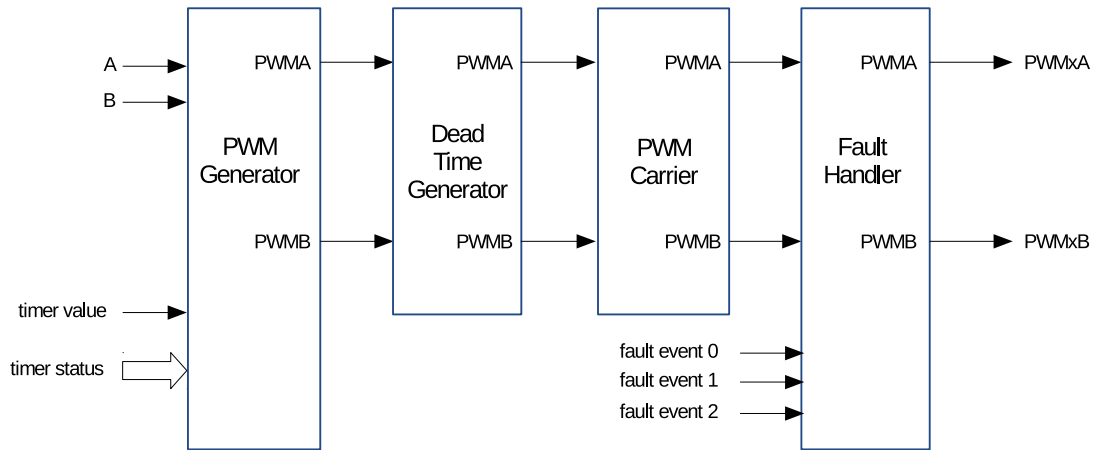 A
B
PWMA
PWM
Generator
PWMB
timer value
timer status
PWMA
Dead
Time
Generator
PWMB
PWMA
PWM
Carrier
PWMB
fault event 0
fault event 1
fault event 2
PWMA
Fault
Handler
PWMB
PWMxA
PWMxB